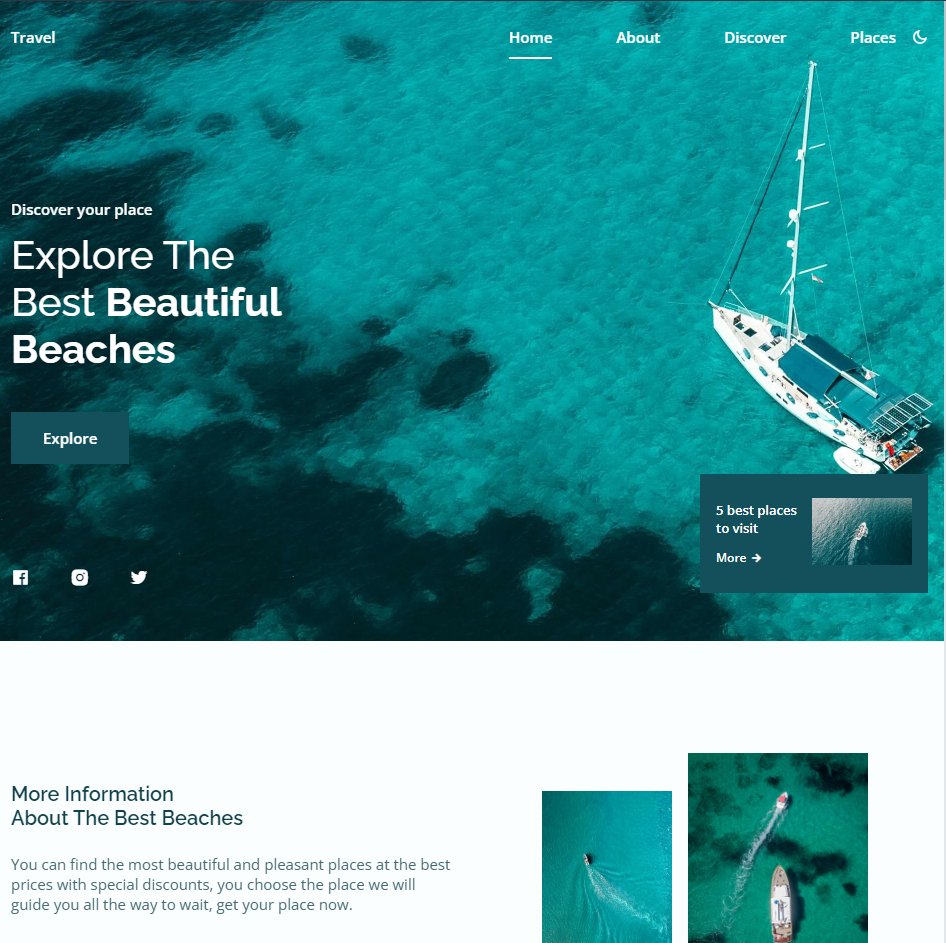 Travel
Home
About
Discover
Places
Discover your place
Explore The
Best Beautiful
Beaches
Explore
5 best places
to visit
More
More Information
About The Best Beaches
You can find the most beautiful and pleasant places at the best
prices with special discounts, you choose the place we will
guide you all the way to wait, get your place now.